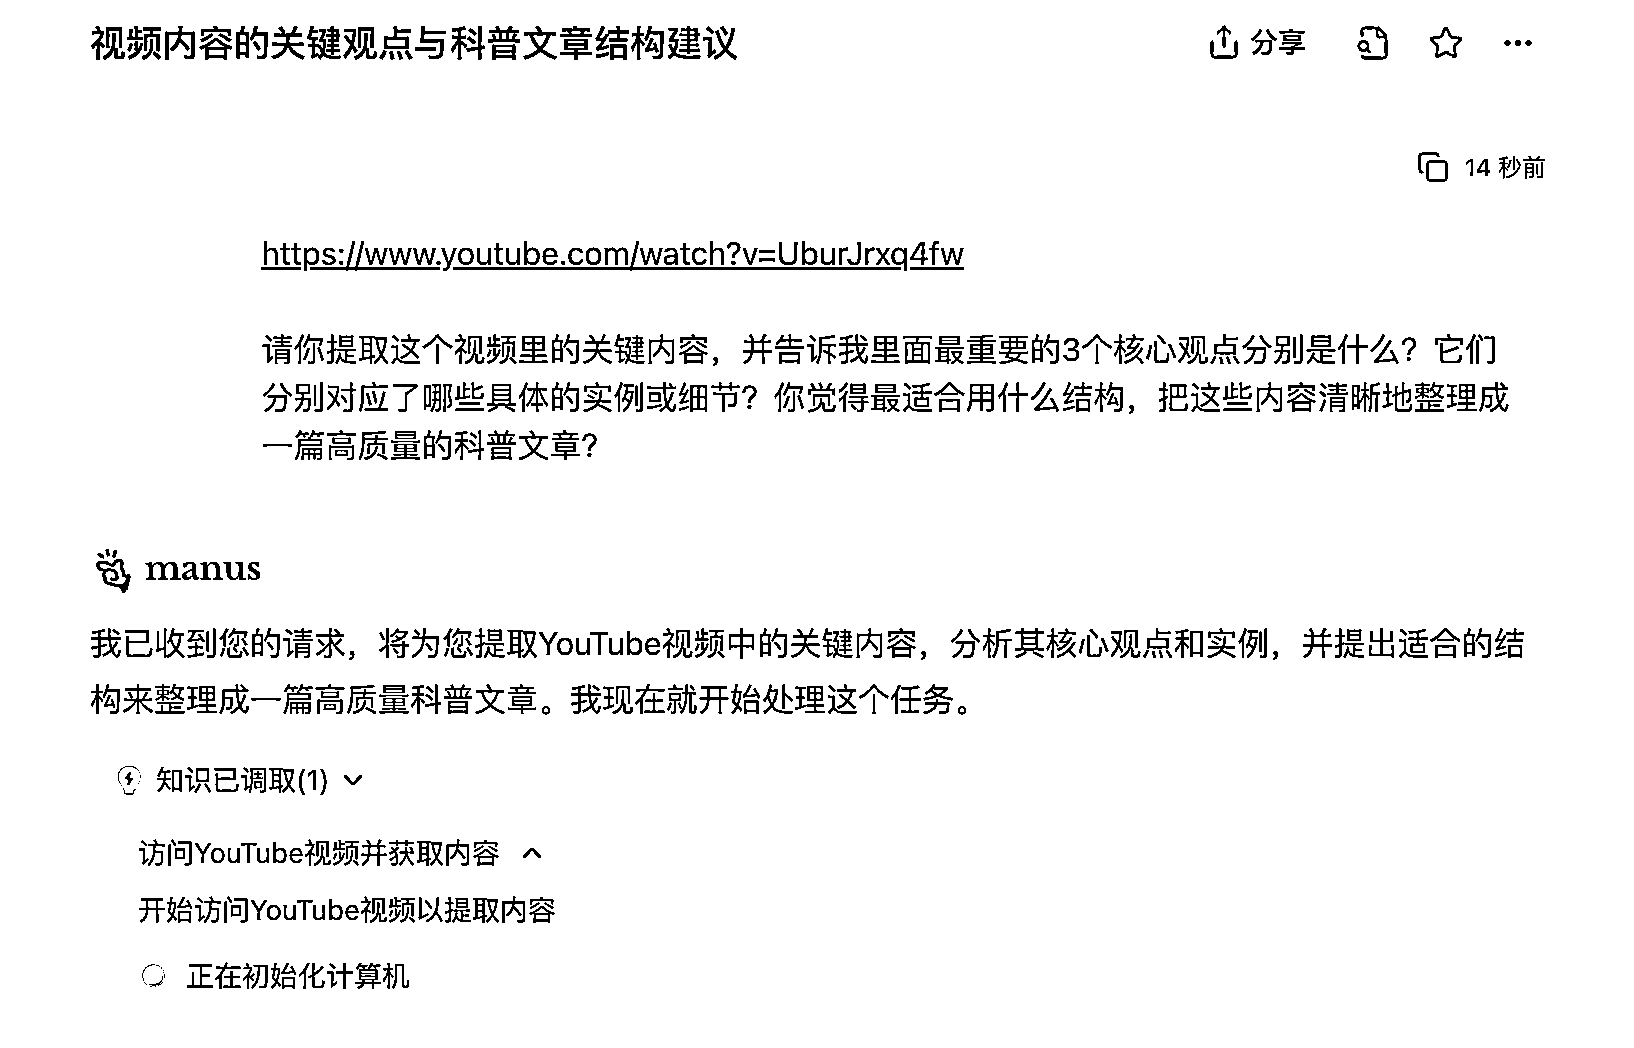 视频内容的关键观点与科普文章结构建议
分享
14 秒前
https://www.youtube.com/watch?v=UburJrxq4fw
请你提取这个视频里的关键内容，并告诉我里面最重要的3个核心观点分别是什么？它们
分别对应了哪些具体的实例或细节？你觉得最适合用什么结构，把这些内容清晰地整理成
一篇高质量的科普文章？
manus
我已收到您的请求，将为您提取YouTube视频中的关键内容，分析其核心观点和实例，并提出适合的结
构来整理成一篇高质量科普文章。我现在就开始处理这个任务。
知识已调取(1)
访问YouTube视频并获取内容
开始访问YouTube视频以提取内容
正在初始化计算机